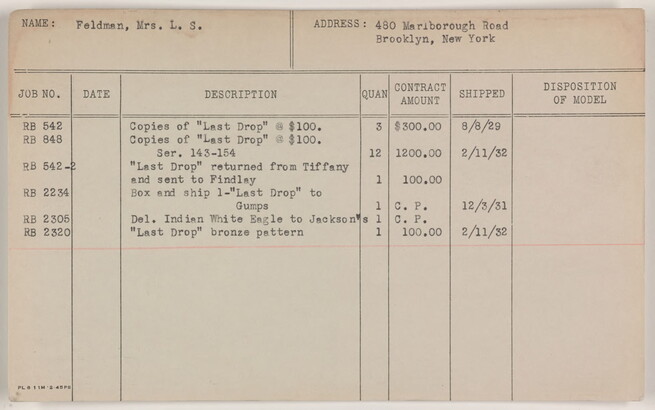 NAME: Feldman, Mrs. L. S. ADDRESS: 480 Marlborough Road
Brooklyn, New York
JOB NO. DATE DESCRIPTION QUAN CONTRACT AMOUNT SHIPPED DISPOSITION OF MODEL
RB 542 Copies of "Last Drop" @ $100. 3 $300.00 8/8/29
RB 848 Copies of "Last Drop" @ $100.
Ser. 143-154 12 1200.00 2/11/32
RB 542-2 "Last Drop" returned from Tiffany
and sent to Findlay 1 100.00
RB 2234 Box and ship 1-"Last Drop" to
Gumps 1 C. P. 12/3/31
RB 2305 Del. Indian White Eagle to Jackson's 1 C. P.
RB 2320 "Last Drop" bronze pattern 1 100.00 2/11/32